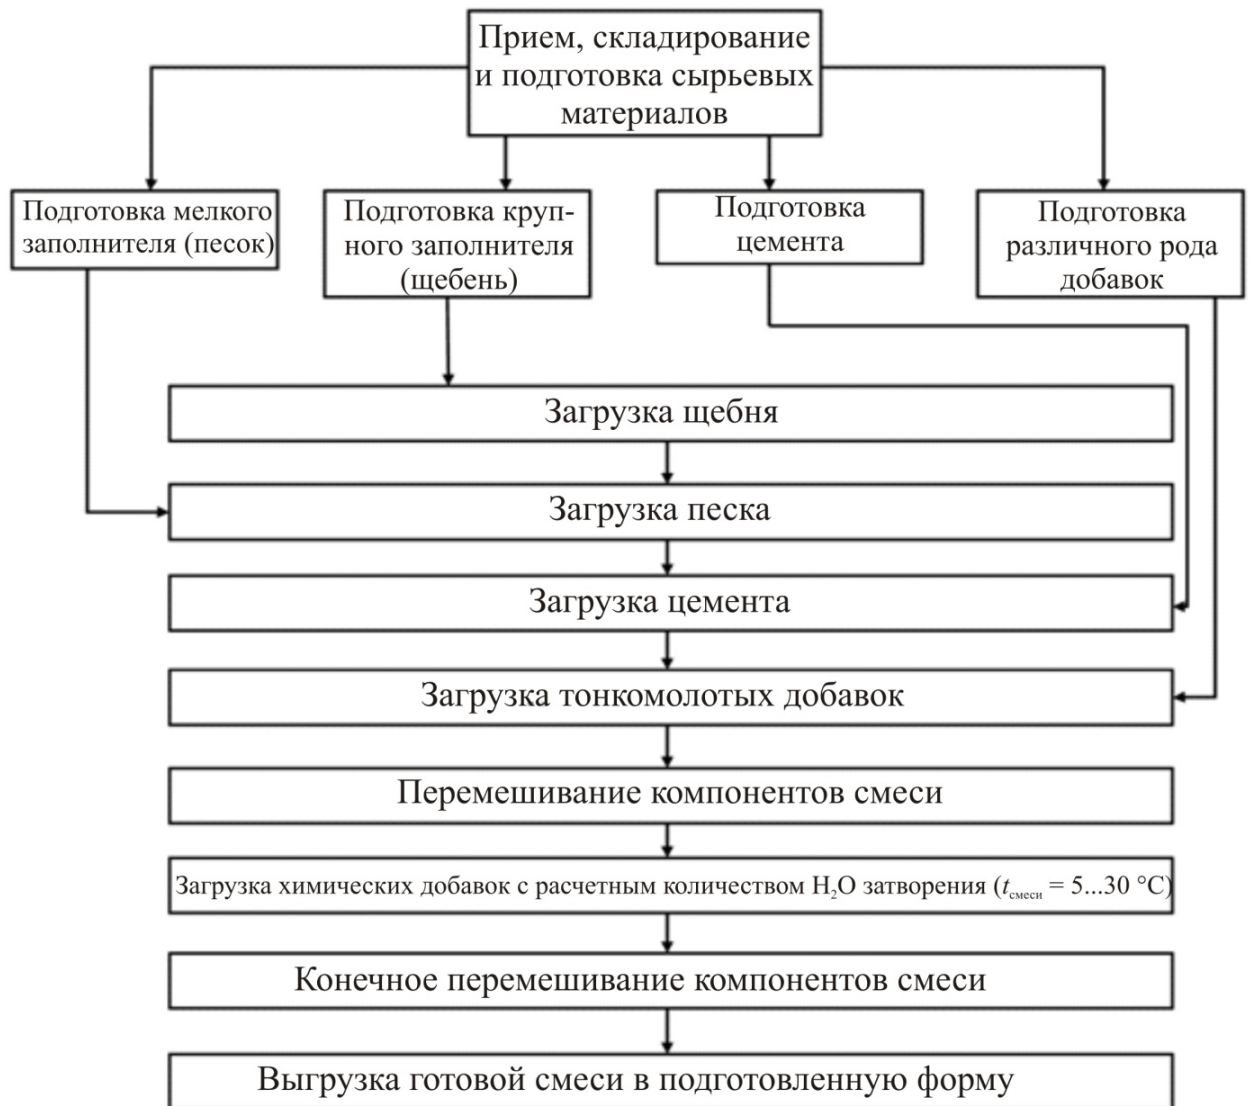 Прием, складирование
и подготовка сырьевых
материалов
Подготовка мелкого
заполнителя (песок)
Подготовка круп-
ного заполнителя
(щебень)
Подготовка
цемента
Подготовка
различного рода
добавок
Загрузка щебня
Загрузка песка
Загрузка цемента
Загрузка тонкомолотых добавок
Перемешивание компонентов смеси
Загрузка химических добавок с расчетным количеством H₂O затворения (t смеси = 5...30 °C)
Конечное перемешивание компонентов смеси
Выгрузка готовой смеси в подготовленную форму